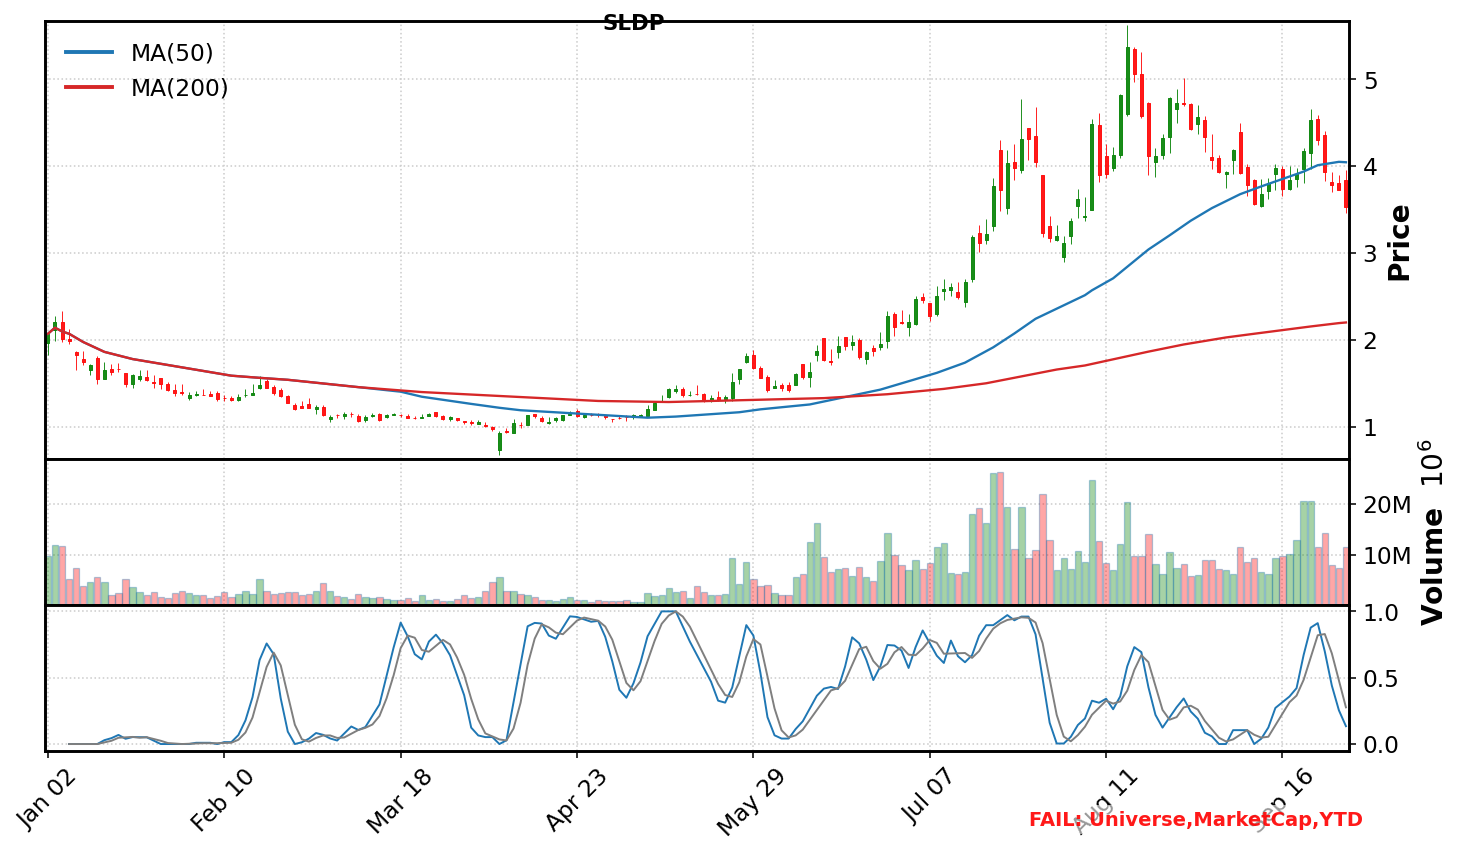 SLDP
MA(50)
MA(200)
5
4
3
2
1
Price
20M
10M
Volume 10^6
1.0
0.5
0.0
Jan 02
Feb 10
Mar 18
Apr 23
May 29
Jul 07
Aug 11
Sep 16
FAIL: Universe,MarketCap,YTD